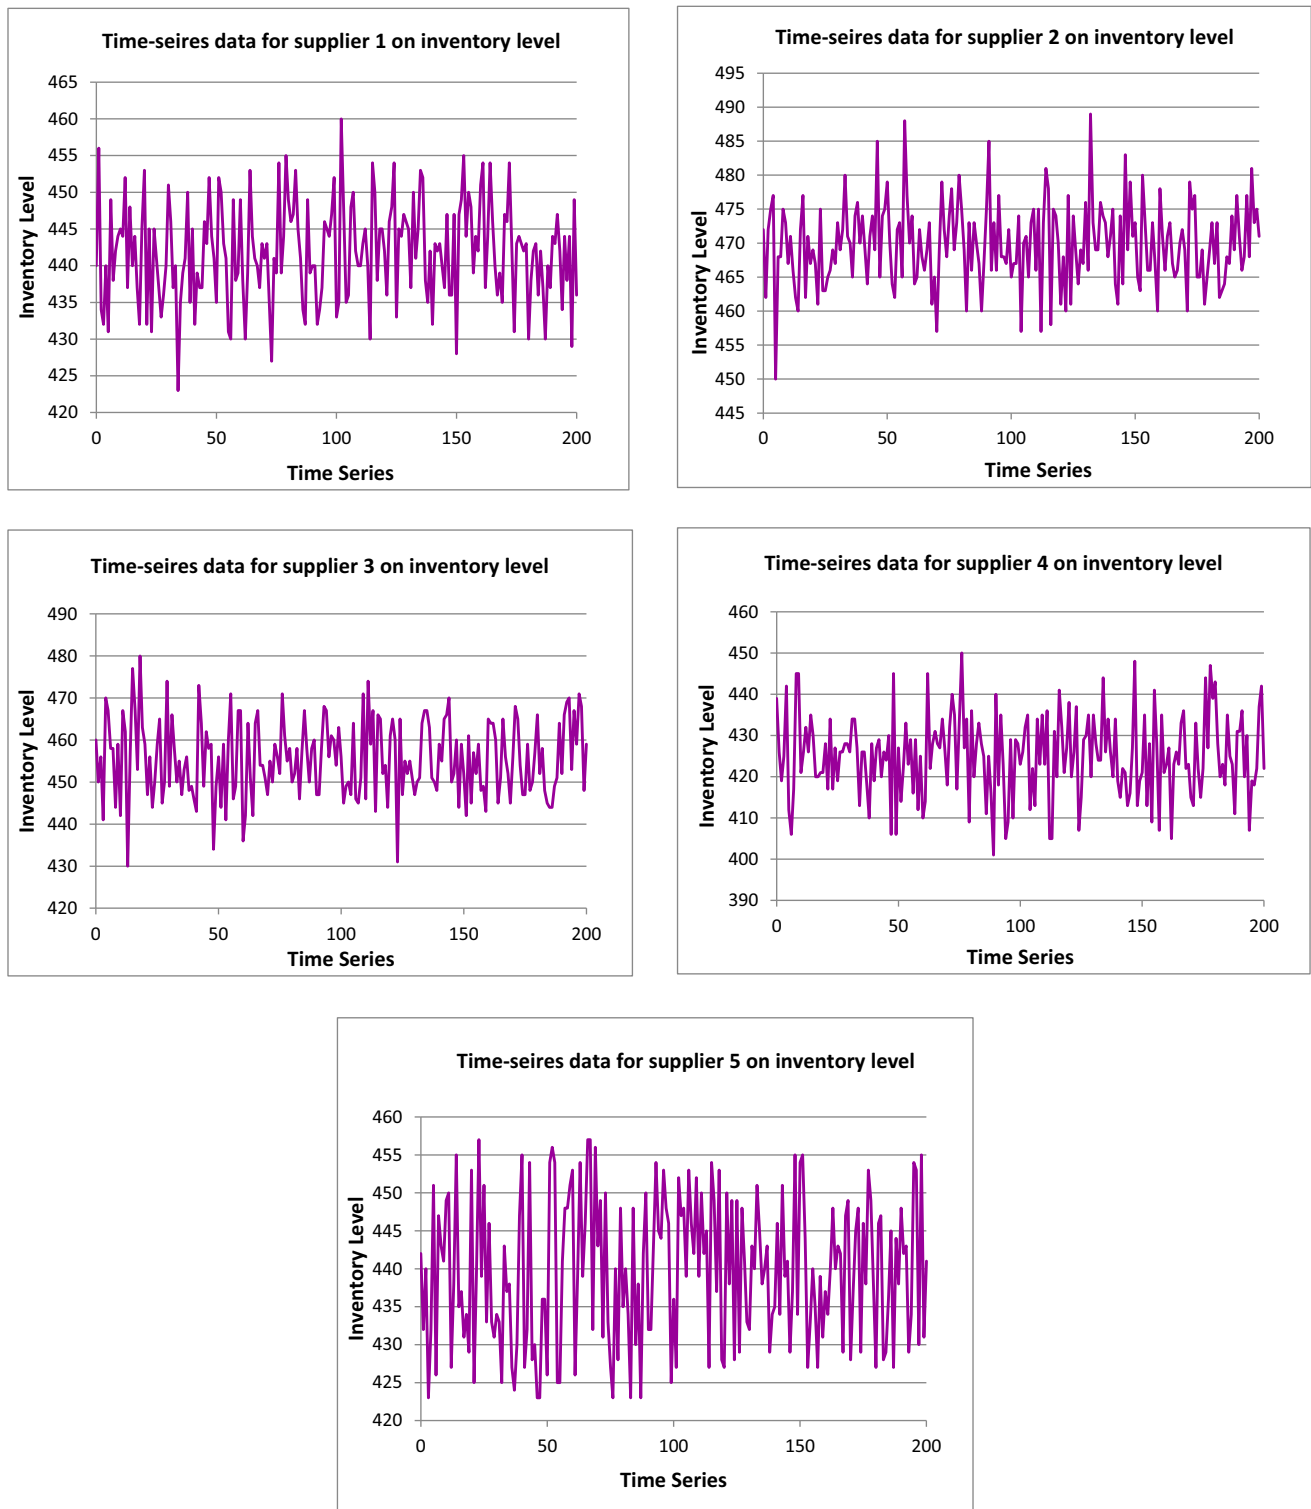 Time-seires data for supplier 1 on inventory level
465
460
455
450
445
440
435
430
425
420
Inventory Level
0 50 100 150 200
Time Series
Time-seires data for supplier 2 on inventory level
495
490
485
480
475
470
465
460
455
450
445
Inventory Level
0 50 100 150 200
Time Series
Time-seires data for supplier 3 on inventory level
490
480
470
460
450
440
430
420
Inventory Level
0 50 100 150 200
Time Series
Time-seires data for supplier 4 on inventory level
460
450
440
430
420
410
400
390
Inventory Level
0 50 100 150 200
Time Series
Time-seires data for supplier 5 on inventory level
460
455
450
445
440
435
430
425
420
Inventory Level
0 50 100 150 200
Time Series